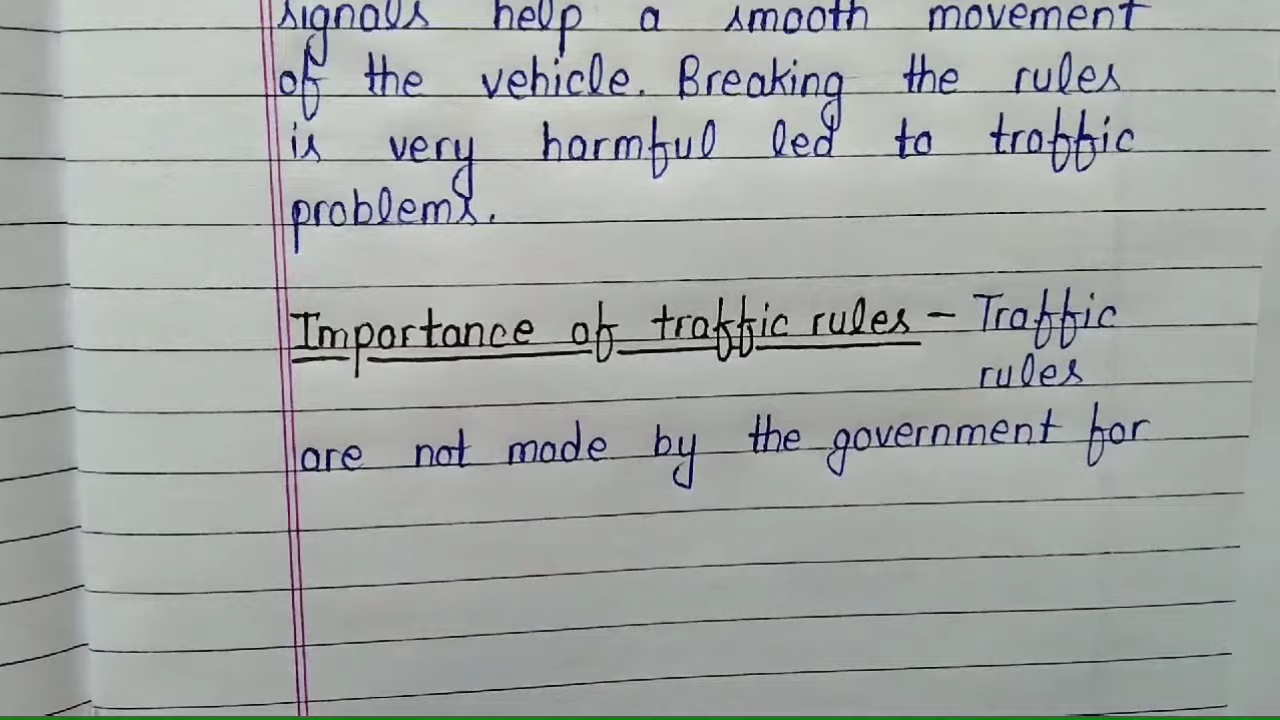 signals help a smooth movement
of the vehicle. Breaking the rules
is very harmful led to traffic
problems.
Importance of traffic rules - Traffic
rules
are not made by the government for